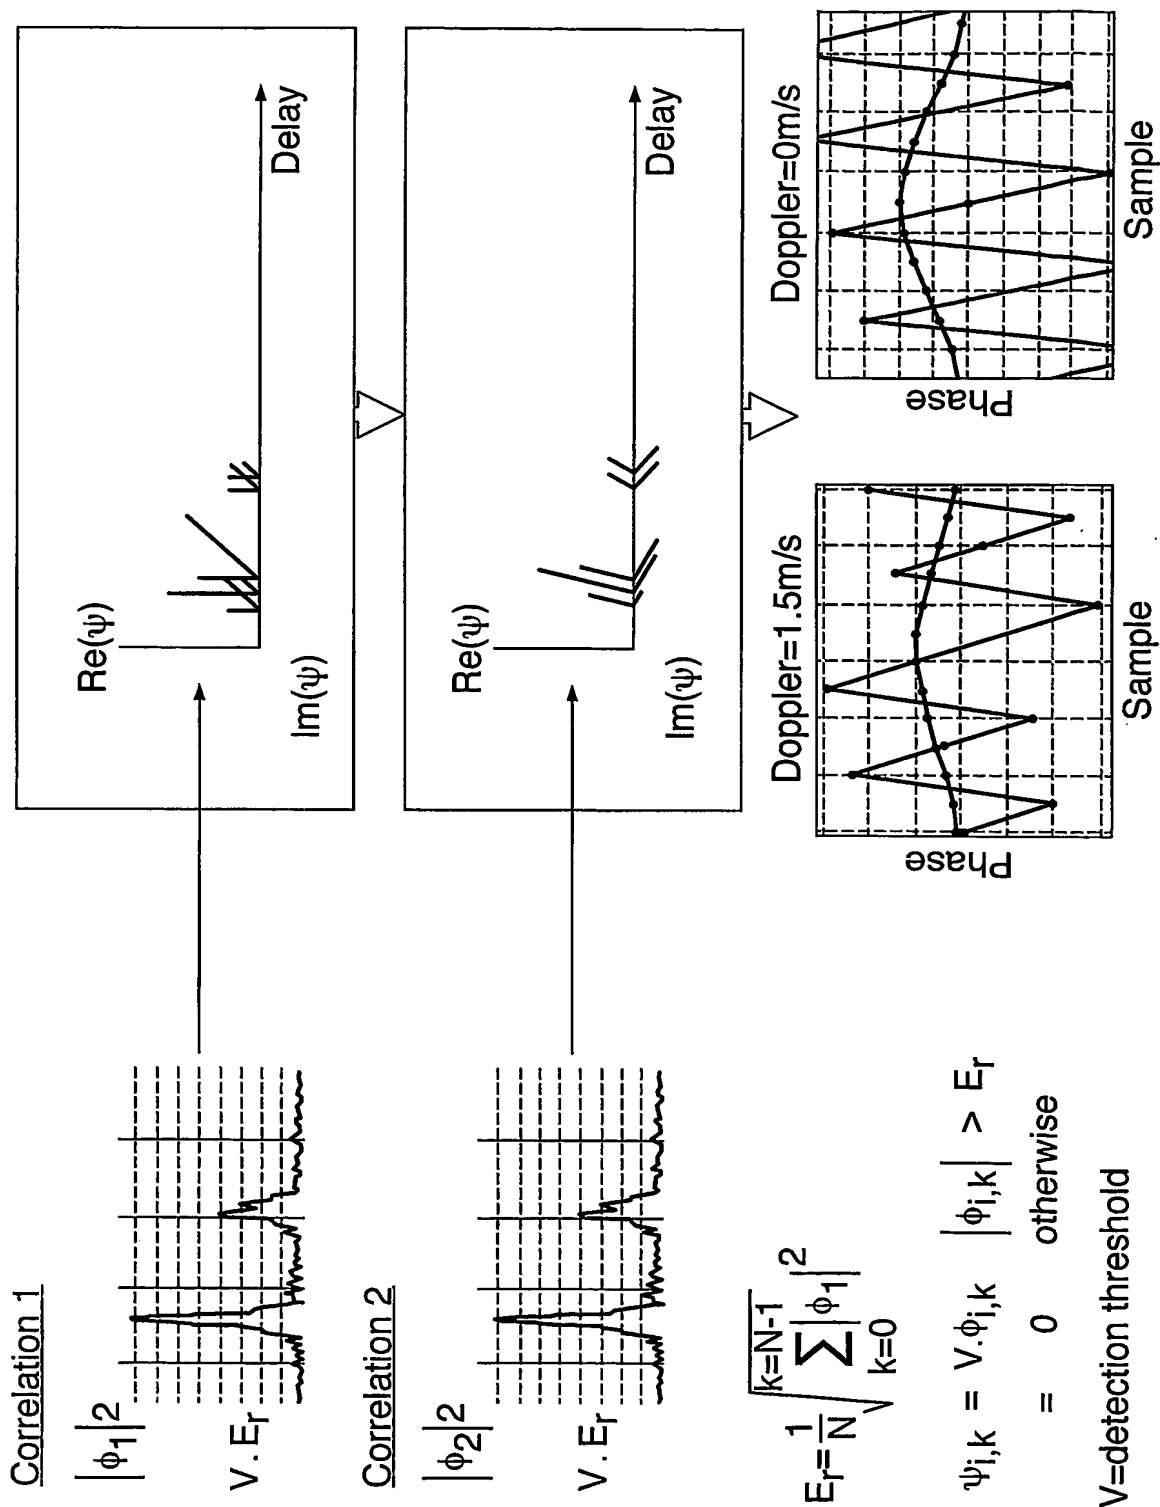 Correlation 1
|ϕ1|2
V.Er
Re(ψ)
Im(ψ)
Delay
Correlation 2
|ϕ2|2
V.Er
Re(ψ)
Im(ψ)
Delay
Er=1/N √ k=N-1 Σ k=0 |ϕ1|2
ψi,k = V.ϕi,k |ϕi,k| > Er
= 0 otherwise
V=detection threshold
Doppler=1.5m/s
Phase
Sample
Doppler=0m/s
Phase
Sample